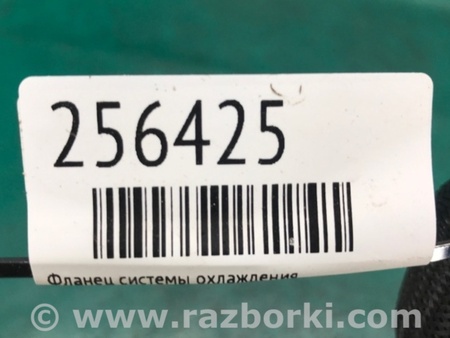 256425
Фланец системы охлаждения
© www.razborki.com